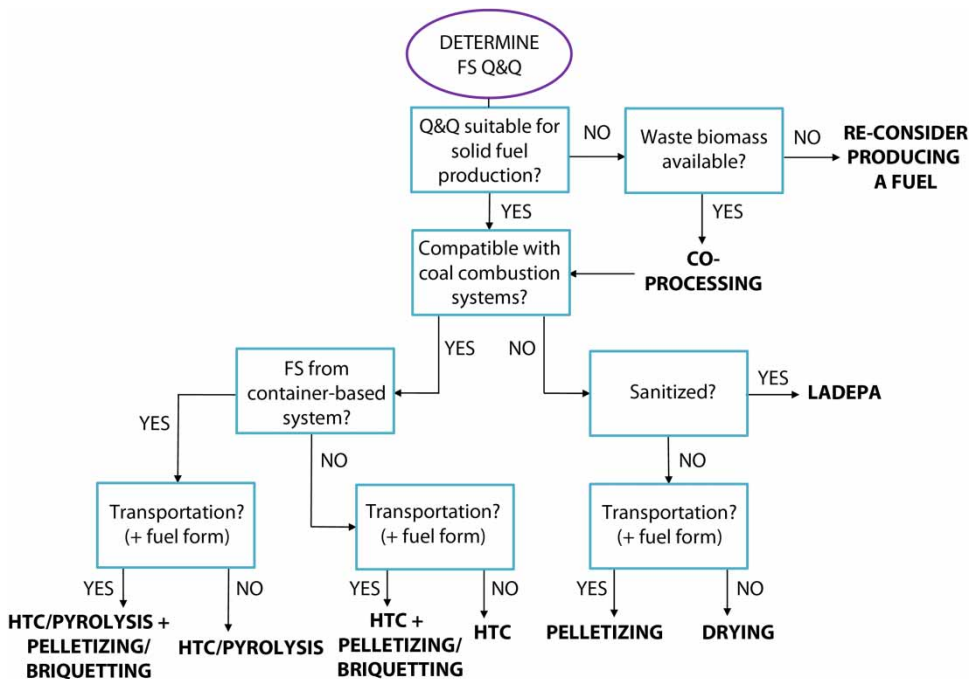 DETERMINE
FS Q&Q
Q&Q suitable for
solid fuel
production?
NO
Waste biomass
available?
NO
RE-CONSIDER
PRODUCING
A FUEL
YES
YES
Compatible with
coal combustion
systems?
CO-
PROCESSING
YES
NO
FS from
container-based
system?
Sanitized?
YES
LADEPA
YES
NO
NO
Transportation?
(+ fuel form)
Transportation?
(+ fuel form)
Transportation?
(+ fuel form)
YES
NO
YES
NO
YES
NO
HTC/PYROLYSIS +
PELLETIZING/
BRIQUETTING
HTC/PYROLYSIS
HTC +
PELLETIZING/
BRIQUETTING
HTC
PELLETIZING
DRYING